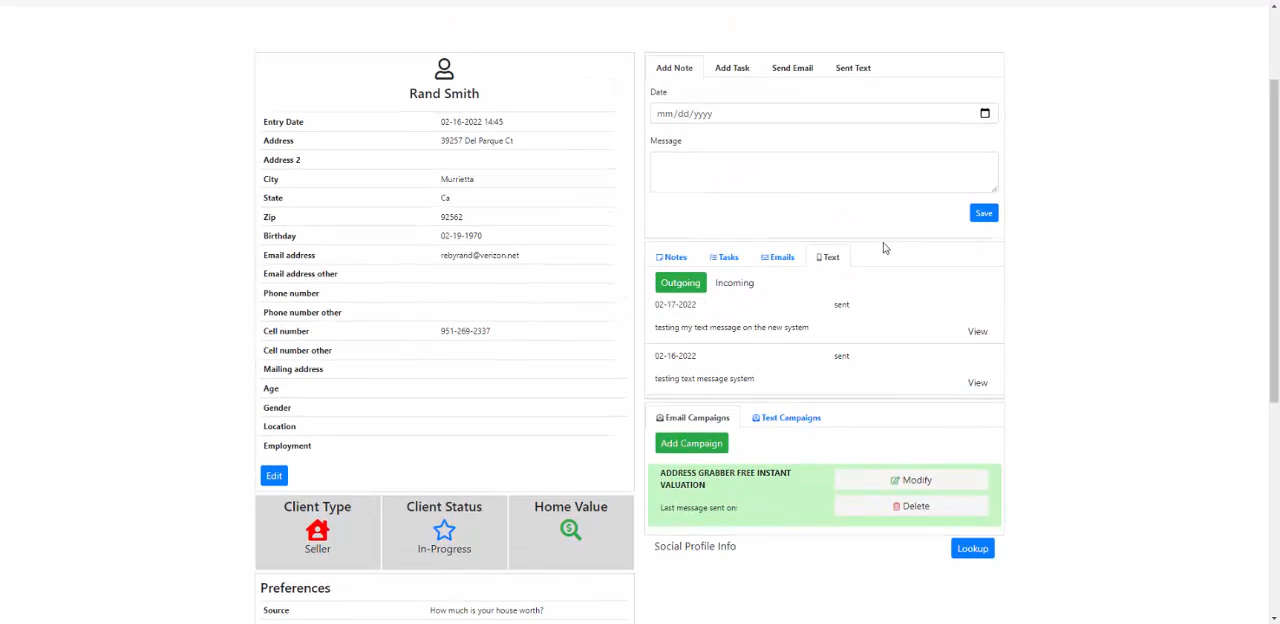 Rand Smith
Entry Date 02-16-2022 14:45
Address 39257 Del Parque Ct
Address 2
City Murrietta
State Ca
Zip 92562
Birthday 02-19-1970
Email address rebyrand@verizon.net
Email address other
Phone number
Phone number other
Cell number 951-269-2337
Cell number other
Mailing address
Age
Gender
Location
Employment
Edit
Client Type Client Status Home Value
Seller In-Progress
Preferences
Source How much is your house worth?
Add Note Add Task Send Email Sent Text
Date
mm/dd/yyyy
Message
Save
Notes Tasks Emails Text
Outgoing Incoming
02-17-2022 sent
testing my text message on the new system View
02-16-2022 sent
testing text message system View
Email Campaigns Text Campaigns
Add Campaign
ADDRESS GRABBER FREE INSTANT
VALUATION
Modify
Last message sent on: Delete
Social Profile Info Lookup